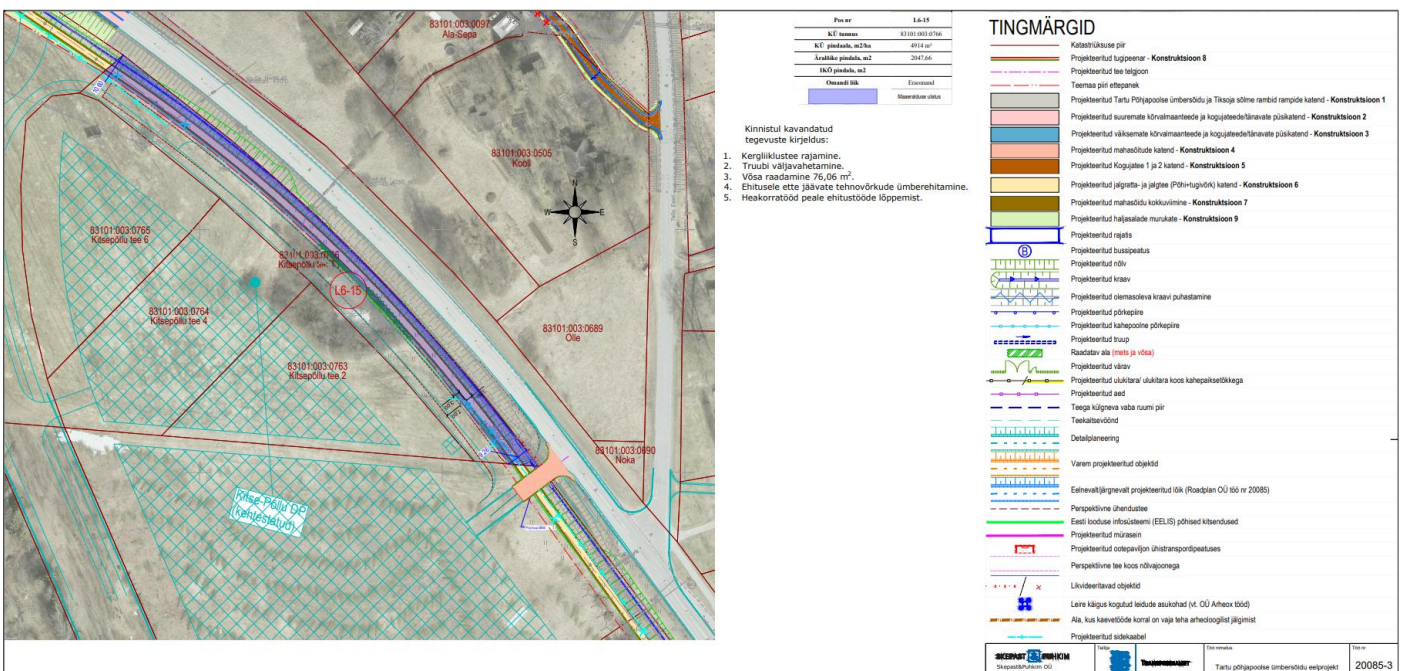 83101:003:0097
Ala-Sepa
83101:003:0505
Kooli
83101:003:0765
Kitsepõllu tee 6
83101:003:0766
L6-15
83101:003:0764
Kitsepõllu tee 4
83101:003:0763
Kitsepõllu tee 2
83101:003:0689
Olle
83101:003:0690
Noka
Kitse-Põllu DP
(kehtestatud)
N
W E
S
Pos nr L6-15
KÜ tunnus 83101:003:0766
KÜ pindala, m2/ha 4914 m²
Äralõike pindala, m2 2047,66
IKÕ pindala, m2
Omandi liik Eraomand
Maaeralduse ulatus
Kinnistul kavandatud
tegevuste kirjeldus:
1. Kergliiklustee rajamine.
2. Truubi väljavahetamine.
3. Võsa raadamine 76,06 m².
4. Ehitusele ette jäävate tehnovõrkude ümberehitamine.
5. Heakorratööd peale ehitustööde lõppemist.
TINGMÄRGID
Katastriüksuse piir
Projekteeritud tugipeenar - Konstruktsioon 8
Projekteeritud tee telgjoon
Teemaa piiri ettepanek
Projekteeritud Tartu Põhjapoolse ümbersõidu ja Tiksoja sõlme rambid rampide katend - Konstruktsioon 1
Projekteeritud suuremate kõrvalmaanteede ja kogujateede/tänavate püsikatend - Konstruktsioon 2
Projekteeritud väiksemate kõrvalmaanteede ja kogujateede/tänavate püsikatend - Konstruktsioon 3
Projekteeritud mahasõitude katend - Konstruktsioon 4
Projekteeritud Kogujatee 1 ja 2 katend - Konstruktsioon 5
Projekteeritud jalgratta- ja jalgtee (Põhi+tugivõrk) katend - Konstruktsioon 6
Projekteeritud mahasõidu kokkuviimine - Konstruktsioon 7
Projekteeritud haljasalade murukate - Konstruktsioon 9
Projekteeritud rajatis
B Projekteeritud bussipeatus
Projekteeritud nõlv
Projekteeritud kraav
Projekteeritud olemasoleva kraavi puhastamine
Projekteeritud põrkepiire
Projekteeritud kahepoolne põrkepiire
Projekteeritud truup
Raadatav ala (mets ja võsa)
Projekteeritud värav
Projekteeritud ulukitara/ ulukitara koos kahepaiksetõkkega
Projekteeritud aed
Teega külgneva vaba ruumi piir
Teekaitsevöönd
Detailplaneering
Varem projekteeritud objektid
Eelnevalt/järgnevalt projekteeritud lõik (Roadplan OÜ töö nr 20085)
Perspektiivne ühendustee
Eesti looduse infosüsteemi (EELIS) põhised kitsendused
Projekteeritud mürasein
Projekteeritud ootepaviljon ühistranspordipeatuses
Perspektiivne tee koos nõlvajoonega
Likvideeritavad objektid
Leire käigus kogutud leidude asukohad (vt. OÜ Arheox tööd)
Ala, kus kaevetööde korral on vaja teha arheoloogilist jälgimist
Projekteeritud sidekaabel
SKEPAST PUHKIM
Skepast&Puhkim OÜ
Tellija
TRANSPORDIAMET
Töö nimetus
Tartu põhjapoolse ümbersõidu eelprojekt
Töö nr
20085-3